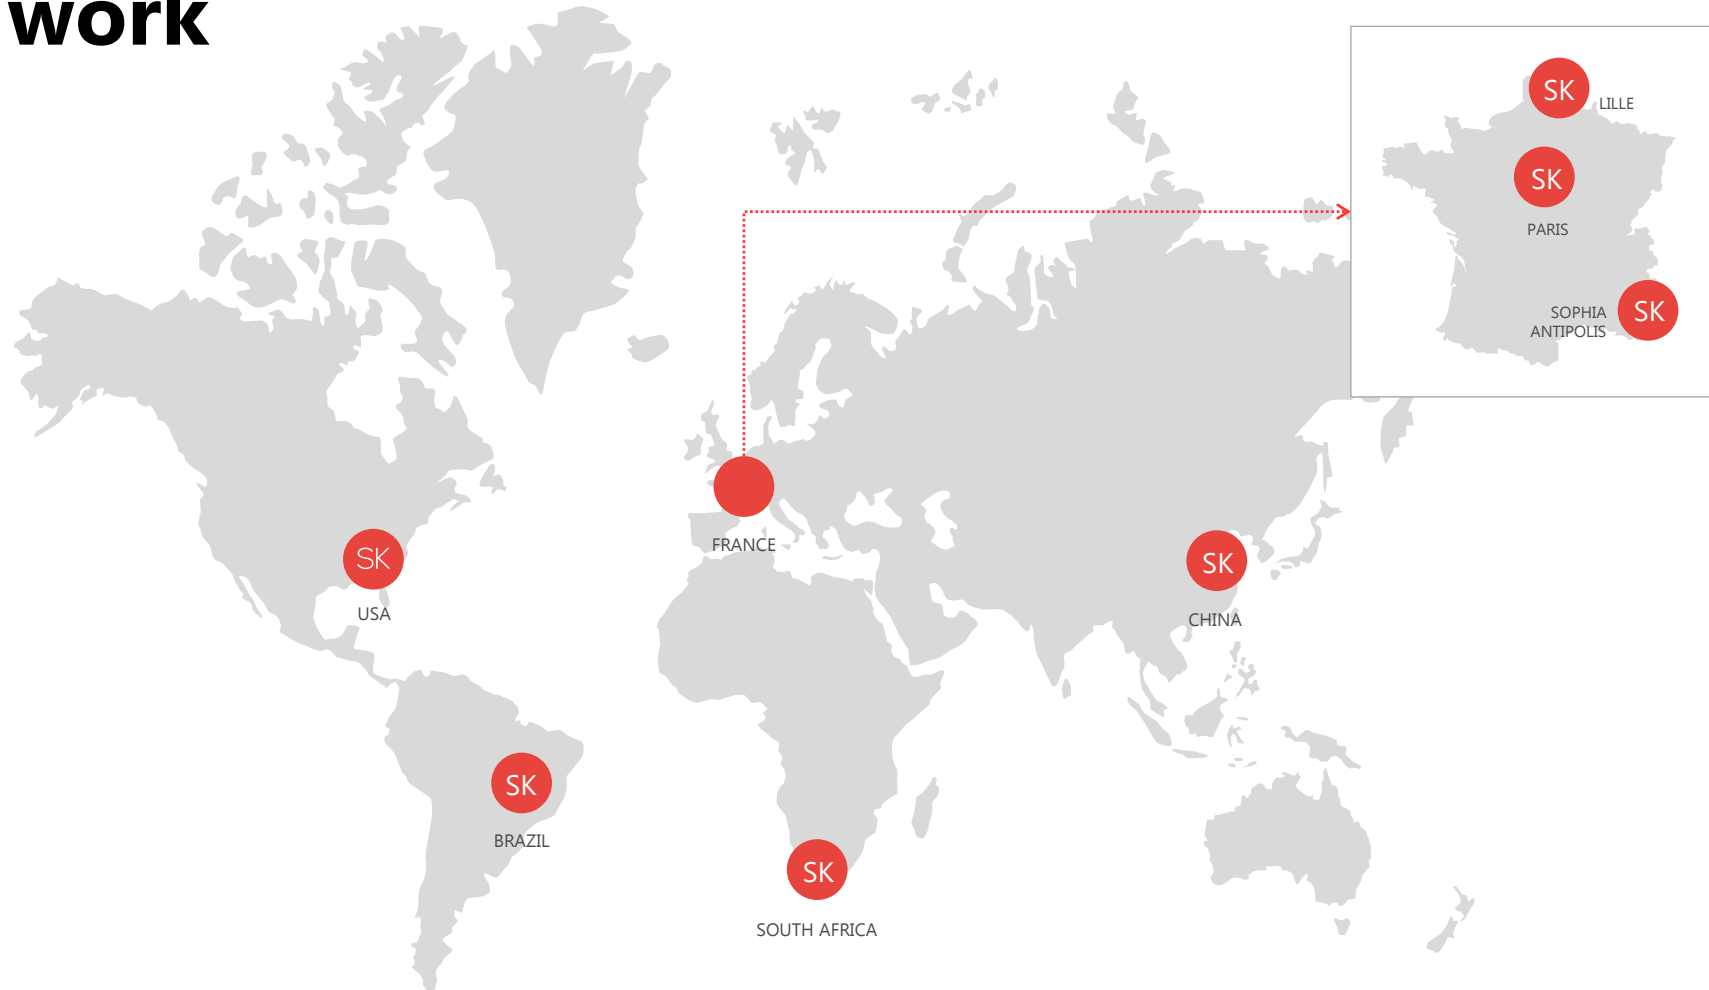 work
SK
LILLE
SK
PARIS
SK
SOPHIA
ANTIPOLIS
FRANCE
SK
USA
SK
CHINA
SK
BRAZIL
SK
SOUTH AFRICA